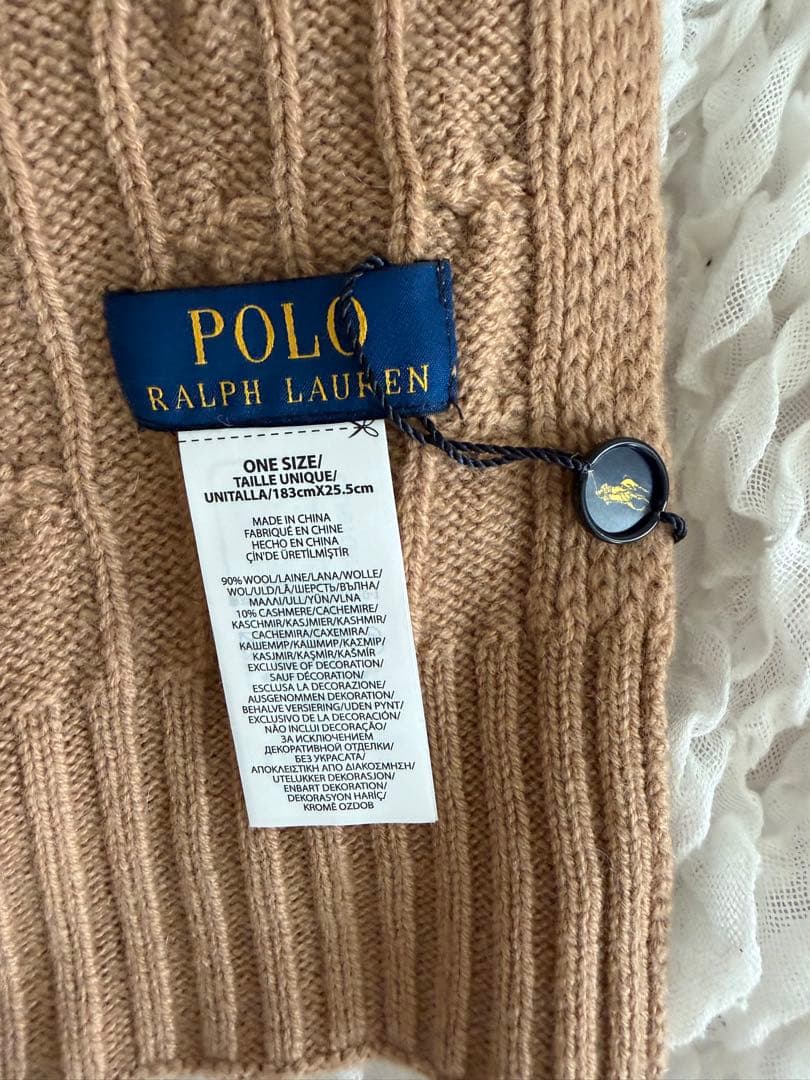 POLO
RALPH LAUREN
ONE SIZE/
TAILLE UNIQUE/
UNITALLA/183cmX25.5cm
MADE IN CHINA
FABRIQUÉ EN CHINE
HECHO EN CHINA
ÇİN'DE ÜRETİLMİŞTİR
90% WOOL/LAINE/LANA/WOLLE/
WOL/ULD/LÃ/ШЕРСТЬ/ВЪЛНА/
ΜΑΛΛΙ/ULL/YÜN/VLNA
10% CASHMERE/CACHEMIRE/
KASCHMIR/KASJMIER/KASHMIR/
CACHEMIRA/CAXEMIRA/
КАШЕМИР/КАШМИР/ΚΑΣΜΙΡ/
KASJMIR/KAŞMİR/KAŠMÍR
EXCLUSIVE OF DECORATION/
SAUF DÉCORATION/
ESCLUSA LA DECORAZIONE/
AUSGENOMMEN DEKORATION/
BEHALVE VERSIERING/UDEN PYNT/
EXCLUSIVO DE LA DECORACIÓN/
NÃO INCLUI DECORAÇÃO/
ЗА ИСКЛЮЧЕНИЕМ
ДЕКОРАТИВНОЙ ОТДЕЛКИ/
БЕЗ УКРАСАТА/
ΑΠΟΚΛΕΙΣΤΙΚΗ ΑΠΟ ΔΙΑΚΟΣΜΗΣΗ/
UTELUKKER DEKORASJON/
ENBART DEKORATION/
DEKORASYON HARİÇ/
KROMĚ OZDOB